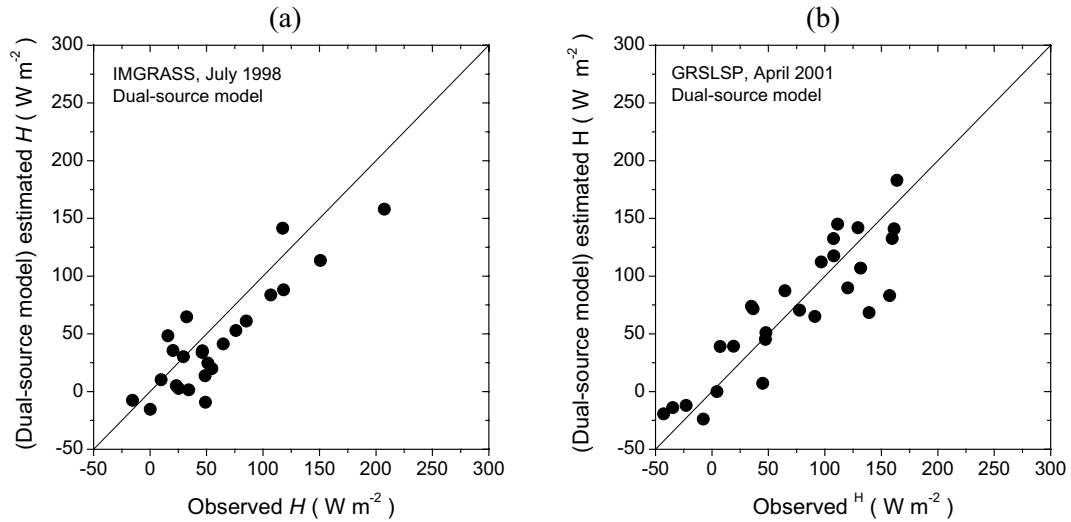 (a)
(Dual-source model) estimated H ( W m-2)
300
250
200
150
100
50
0
-50
IMGRASS, July 1998
Dual-source model
-50 0 50 100 150 200 250 300
Observed H ( W m-2)
(b)
(Dual-source model) estimated H ( W m-2)
300
250
200
150
100
50
0
-50
GRSLSP, April 2001
Dual-source model
-50 0 50 100 150 200 250 300
Observed H ( W m-2)